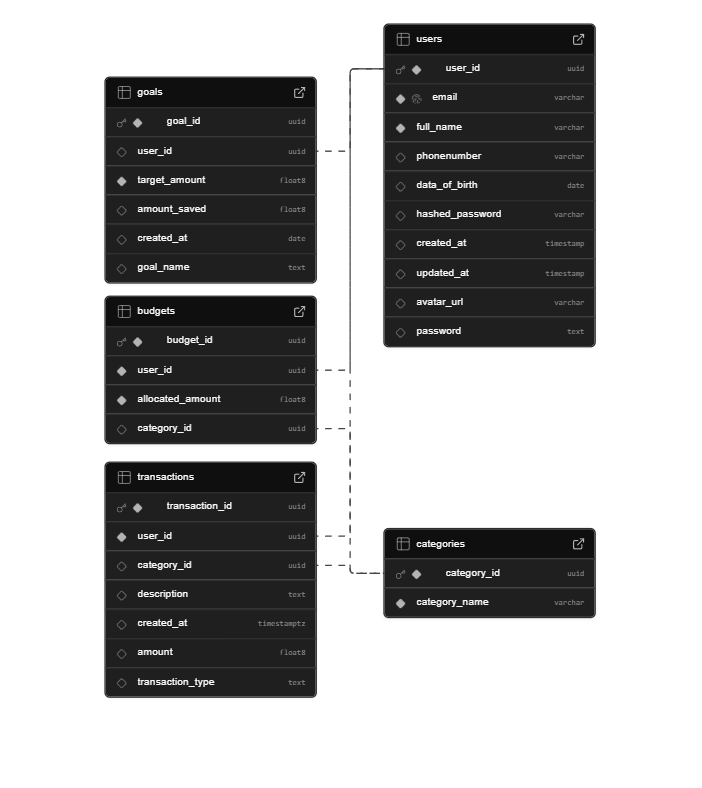 goals
goal_id uuid
user_id uuid
target_amount float8
amount_saved float8
created_at date
goal_name text
budgets
budget_id uuid
user_id uuid
allocated_amount float8
category_id uuid
transactions
transaction_id uuid
user_id uuid
category_id uuid
description text
created_at timestamptz
amount float8
transaction_type text
users
user_id uuid
email varchar
full_name varchar
phonenumber varchar
data_of_birth date
hashed_password varchar
created_at timestamp
updated_at timestamp
avatar_url varchar
password text
categories
category_id uuid
category_name varchar